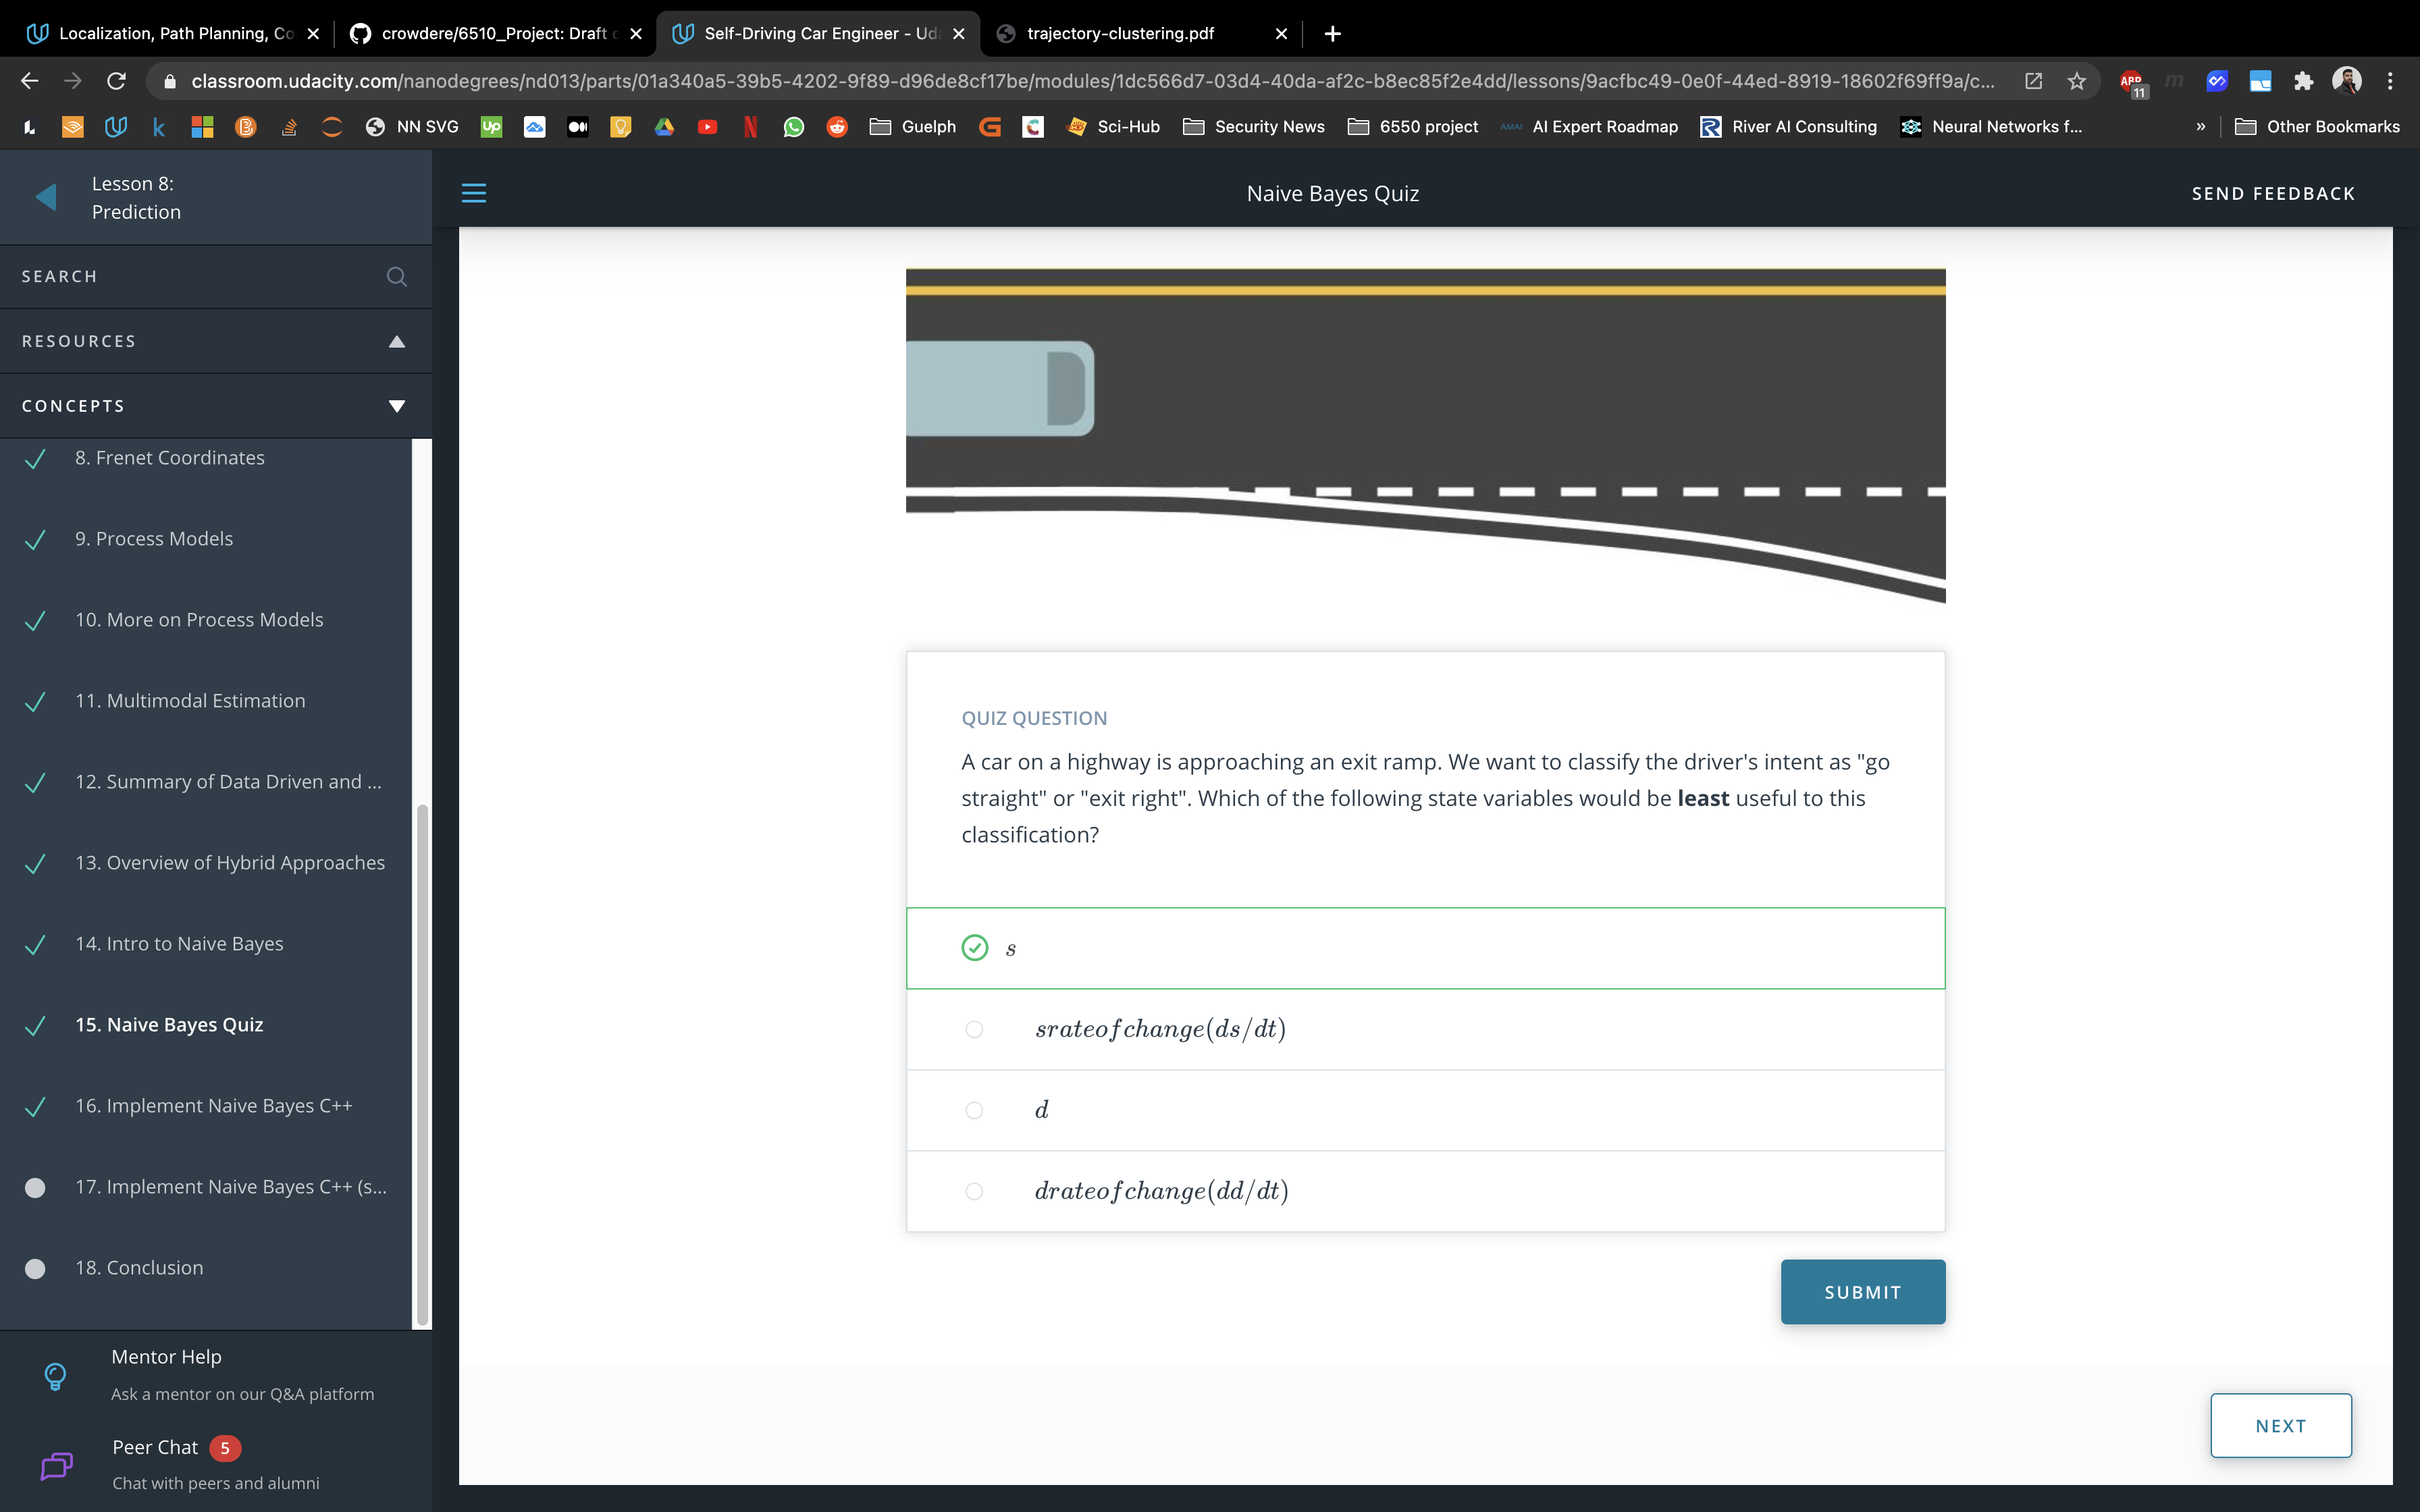 Localization, Path Planning, Co
crowdere/6510_Project: Draft c
Self-Driving Car Engineer - Uda
trajectory-clustering.pdf
classroom.udacity.com/nanodegrees/nd013/parts/01a340a5-39b5-4202-9f89-d96de8cf17be/modules/1dc566d7-03d4-40da-af2c-b8ec85f2e4dd/lessons/9acfbc49-0e0f-44ed-8919-18602f69ff9a/c...
ABP
11
NN SVG
Up
Guelph
Sci-Hub
Security News
6550 project
AMAI
AI Expert Roadmap
River AI Consulting
Neural Networks f...
»
Other Bookmarks
Lesson 8:
Prediction
Naive Bayes Quiz
SEND FEEDBACK
SEARCH
RESOURCES
CONCEPTS
8. Frenet Coordinates
9. Process Models
10. More on Process Models
11. Multimodal Estimation
12. Summary of Data Driven and ...
13. Overview of Hybrid Approaches
14. Intro to Naive Bayes
15. Naive Bayes Quiz
16. Implement Naive Bayes C++
17. Implement Naive Bayes C++ (s...
18. Conclusion
Mentor Help
Ask a mentor on our Q&A platform
Peer Chat 5
Chat with peers and alumni
QUIZ QUESTION
A car on a highway is approaching an exit ramp. We want to classify the driver's intent as "go
straight" or "exit right". Which of the following state variables would be least useful to this
classification?
s
srateofchange(ds/dt)
d
drateofchange(dd/dt)
SUBMIT
NEXT